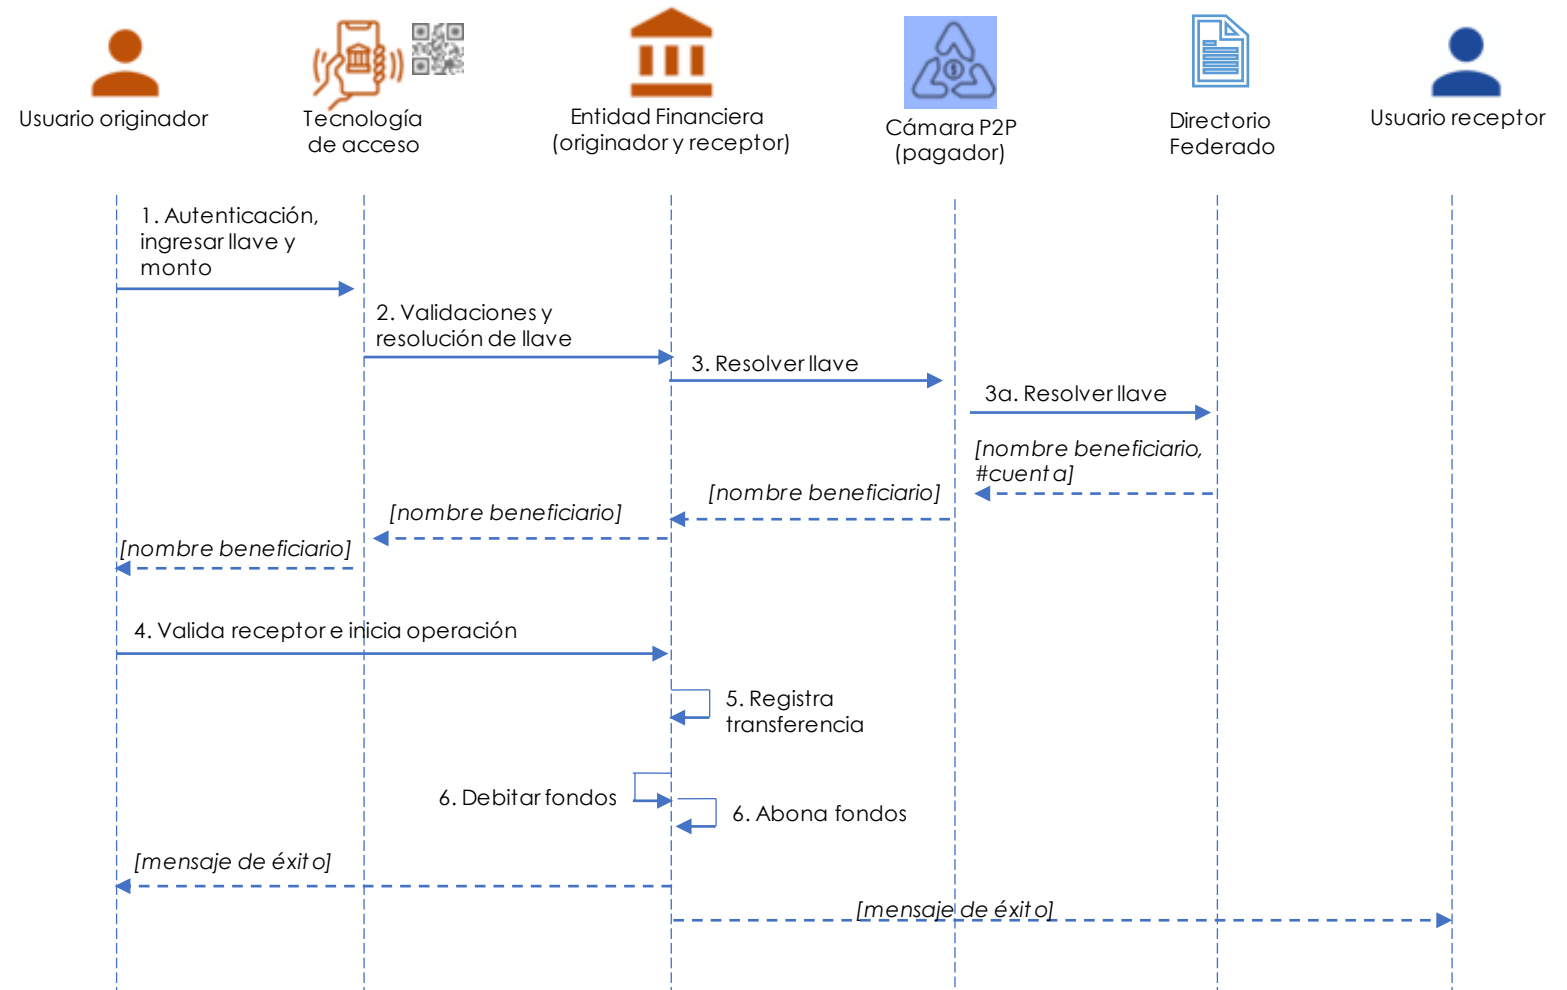 Usuario originador
Tecnología
de acceso
Entidad Financiera
(originador y receptor)
Cámara P2P
(pagador)
Directorio
Federado
Usuario receptor
1. Autenticación,
ingresar llave y
monto
2. Validaciones y
resolución de llave
3. Resolver llave
3a. Resolver llave
[nombre beneficiario,
#cuenta]
[nombre beneficiario]
[nombre beneficiario]
[nombre beneficiario]
4. Valida receptor e inicia operación
5. Registra
transferencia
6. Debitar fondos
6. Abona fondos
[mensaje de éxito]
[mensaje de éxito]